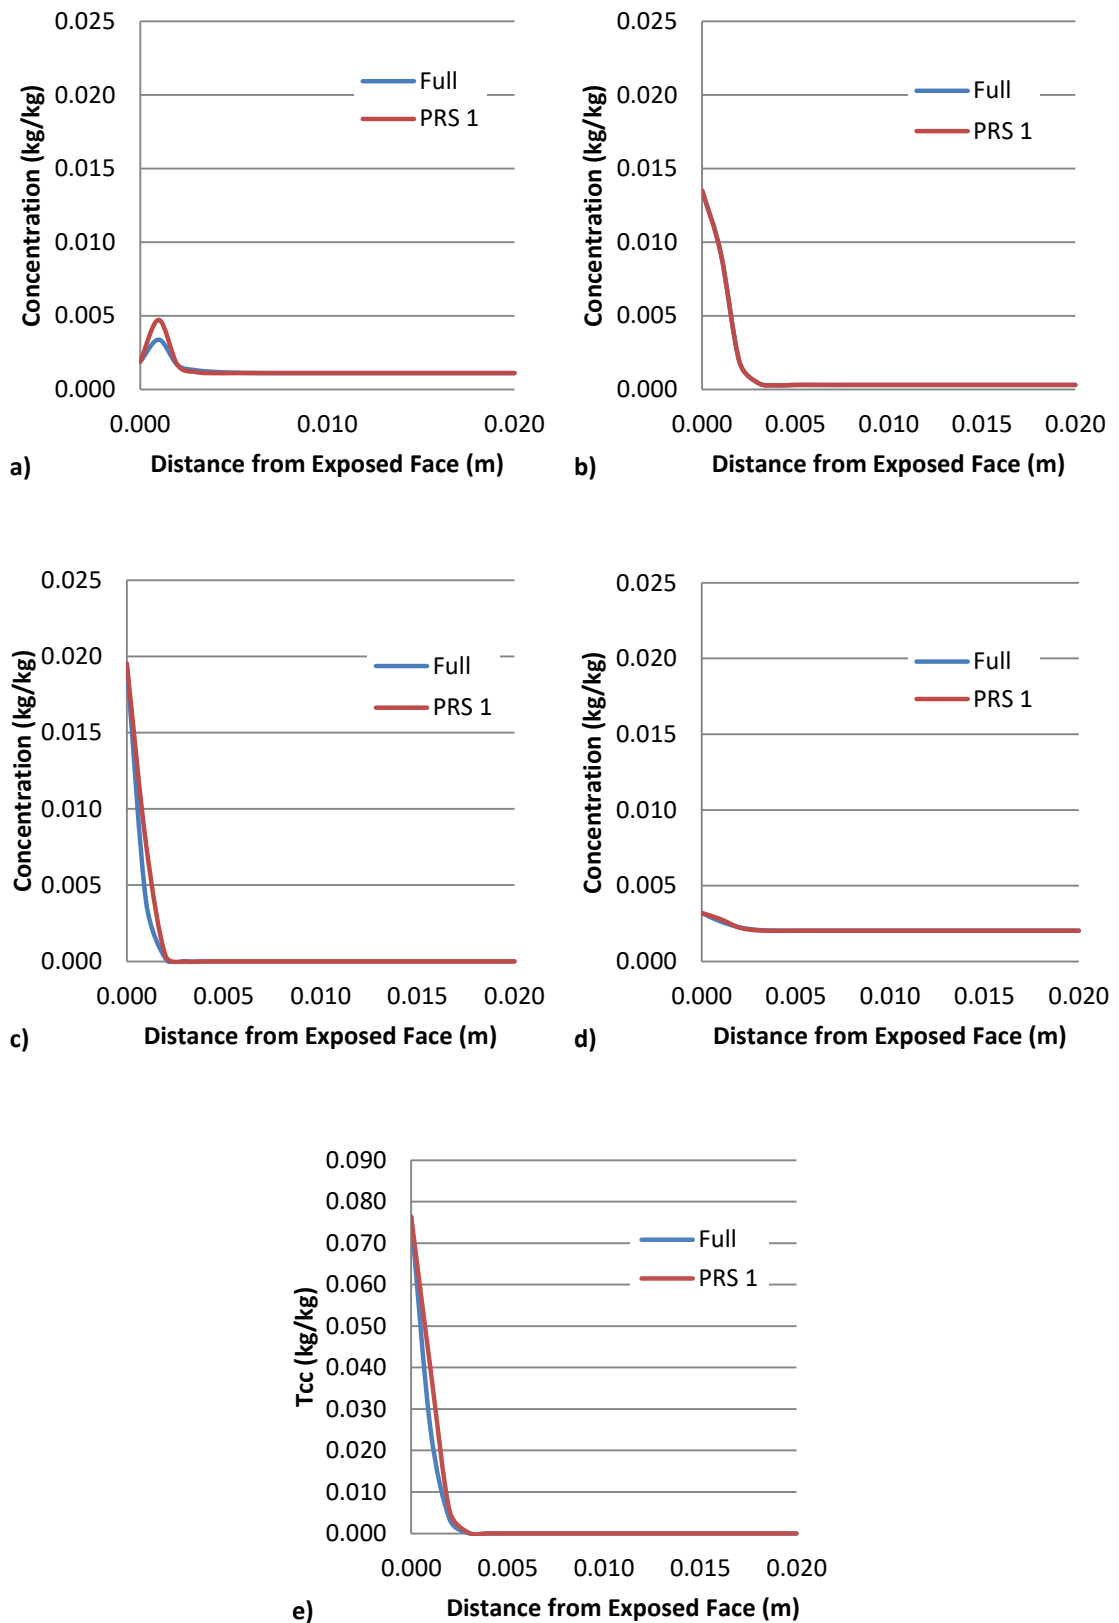 0.025
0.020
0.015
0.010
0.005
0.000
Concentration (kg/kg)
Full
PRS 1
0.000 0.010 0.020
a) Distance from Exposed Face (m)
0.025
0.020
0.015
0.010
0.005
0.000
Concentration (kg/kg)
Full
PRS 1
0.000 0.005 0.010 0.015 0.020
b) Distance from Exposed Face (m)
0.025
0.020
0.015
0.010
0.005
0.000
Concentration (kg/kg)
Full
PRS 1
0.000 0.005 0.010 0.015 0.020
c) Distance from Exposed Face (m)
0.025
0.020
0.015
0.010
0.005
0.000
Concentration (kg/kg)
Full
PRS 1
0.000 0.005 0.010 0.015 0.020
d) Distance from Exposed Face (m)
0.090
0.080
0.070
0.060
0.050
0.040
0.030
0.020
0.010
0.000
Tcc (kg/kg)
Full
PRS 1
0.000 0.005 0.010 0.015 0.020
e) Distance from Exposed Face (m)